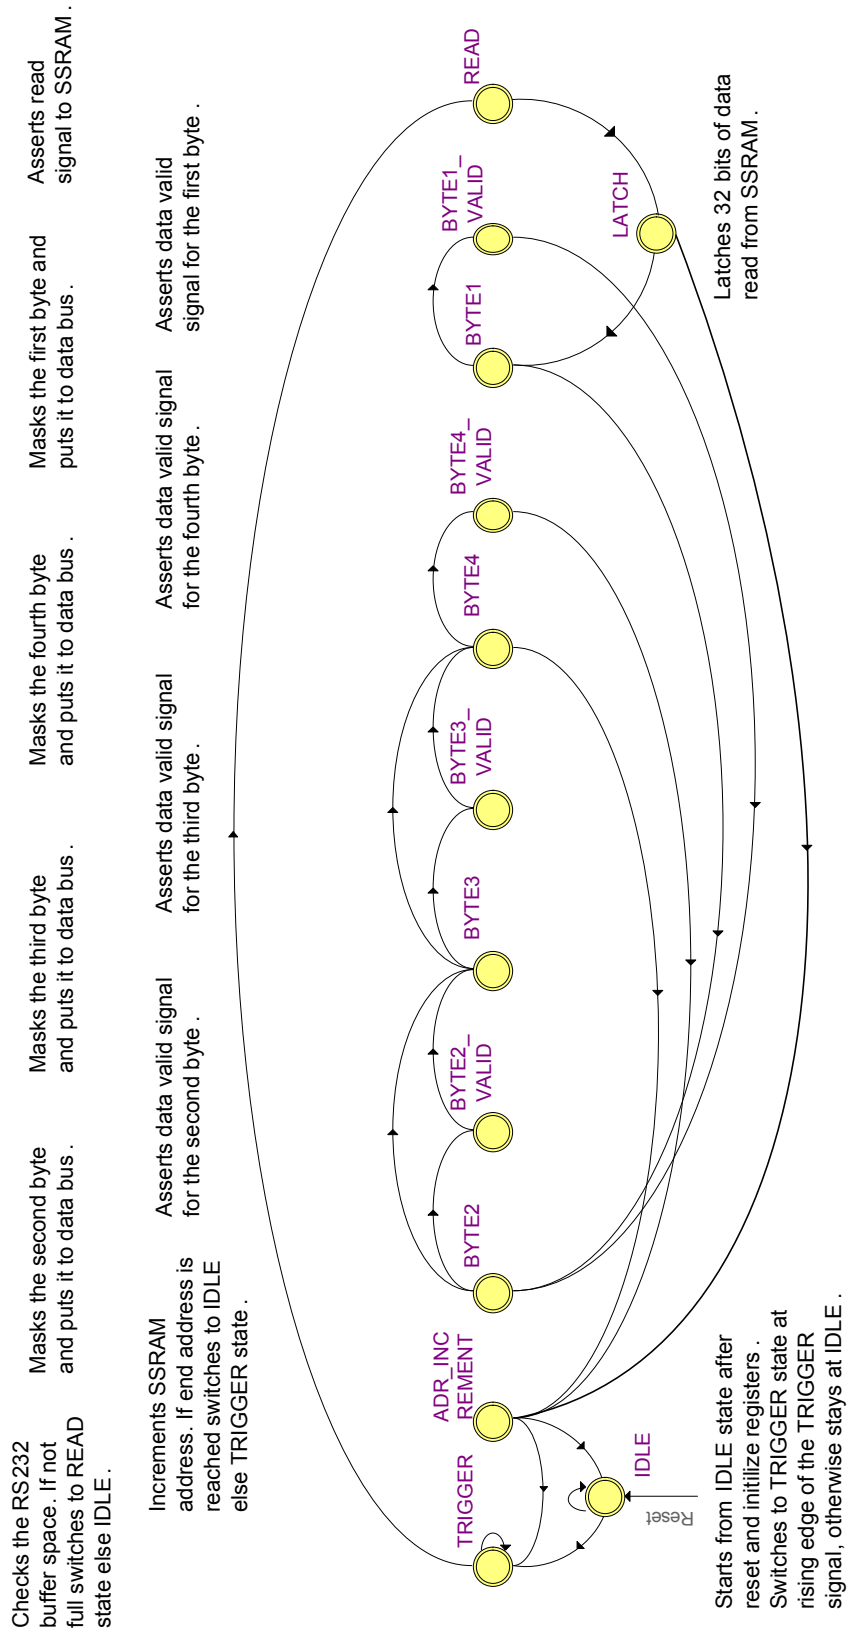 Checks the RS232
buffer space. If not
full switches to READ
state else IDLE .
Masks the second byte
and puts it to data bus .
Masks the third byte
and puts it to data bus .
Masks the fourth byte
and puts it to data bus .
Masks the first byte and
puts it to data bus .
Asserts read
signal to SSRAM .
Increments SSRAM
address. If end address is
reached switches to IDLE
else TRIGGER state .
Asserts data valid signal
for the second byte .
Asserts data valid signal
for the third byte .
Asserts data valid signal
for the fourth byte .
Asserts data valid
signal for the first byte .
TRIGGER
ADR_INC
REMENT
BYTE2
BYTE2_
VALID
BYTE3
BYTE3_
VALID
BYTE4
BYTE4_
VALID
BYTE1
BYTE1_
VALID
READ
IDLE
LATCH
Reset
Starts from IDLE state after
reset and initilize registers .
Switches to TRIGGER state at
rising edge of the TRIGGER
signal, otherwise stays at IDLE .
Latches 32 bits of data
read from SSRAM .